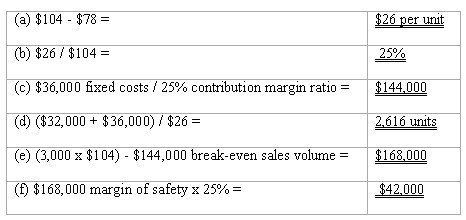 (a) $104 - $78 = $26 per unit
(b) $26 / $104 = 25%
(c) $36,000 fixed costs / 25% contribution margin ratio = $144,000
(d) ($32,000 + $36,000) / $26 = 2,616 units
(e) (3,000 x $104) - $144,000 break-even sales volume = $168,000
(f) $168,000 margin of safety x 25% = $42,000